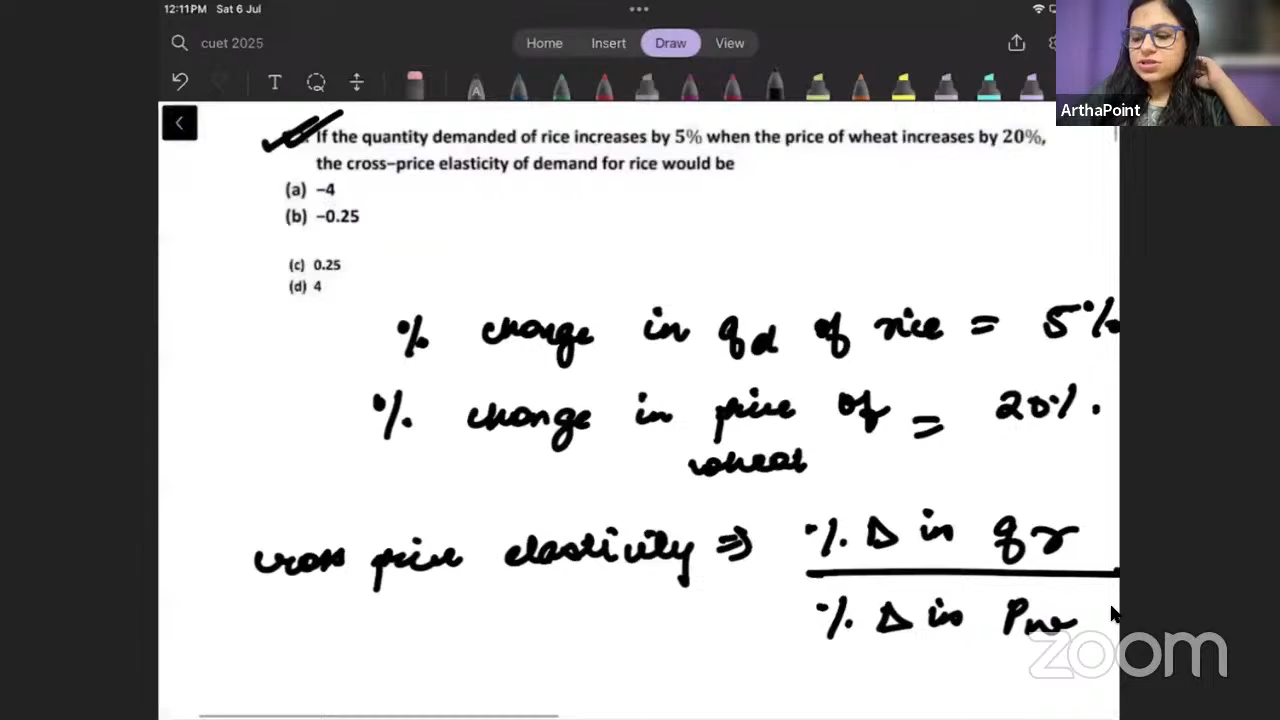 12:11PM Sat 6 Jul
cuet 2025
Home Insert Draw View
ArthaPoint
If the quantity demanded of rice increases by 5% when the price of wheat increases by 20%,
the cross-price elasticity of demand for rice would be
(a) -4
(b) -0.25
(c) 0.25
(d) 4
% change in qd of rice = 5%
% change in price of = 20%.
wheat
cross price elasticity ⇒ % Δ in qr
% Δ in Pw
zoom